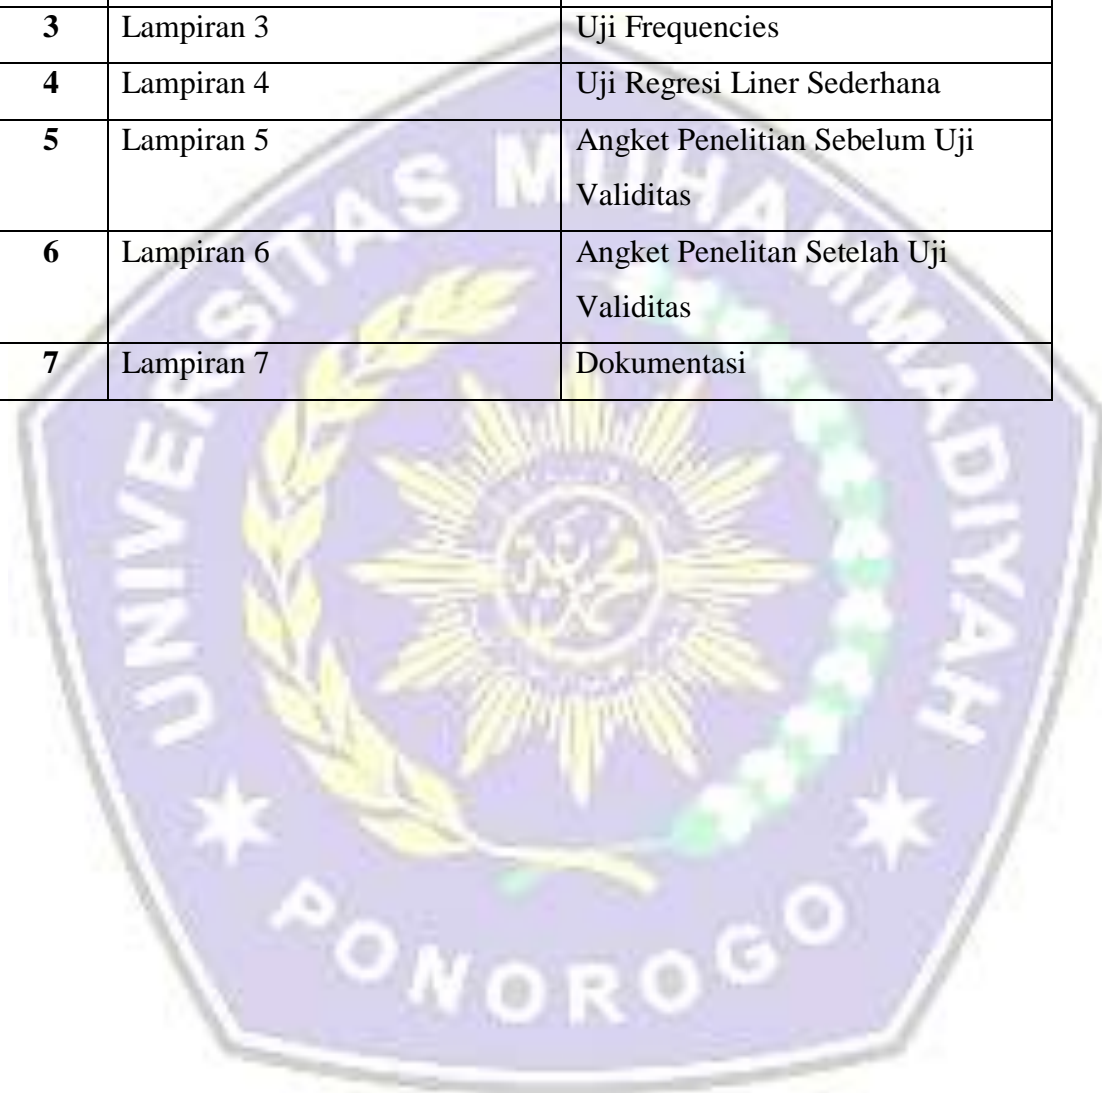 3 Lampiran 3 Uji Frequencies
4 Lampiran 4 Uji Regresi Liner Sederhana
5 Lampiran 5 Angket Penelitian Sebelum Uji
Validitas
6 Lampiran 6 Angket Penelitan Setelah Uji
Validitas
7 Lampiran 7 Dokumentasi
UNIVERSITAS MUHAMMADIYAH
PONOROGO